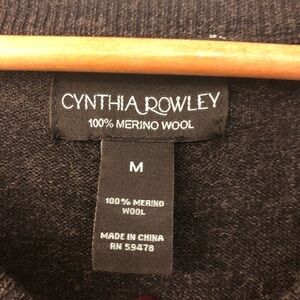 CYNTHIA ROWLEY
100% MERINO WOOL
M
100% MERINO
WOOL
MADE IN CHINA
RN 59478